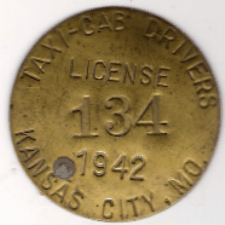 TAXI-CAB DRIVERS
LICENSE
134
1942
KANSAS CITY, MO.